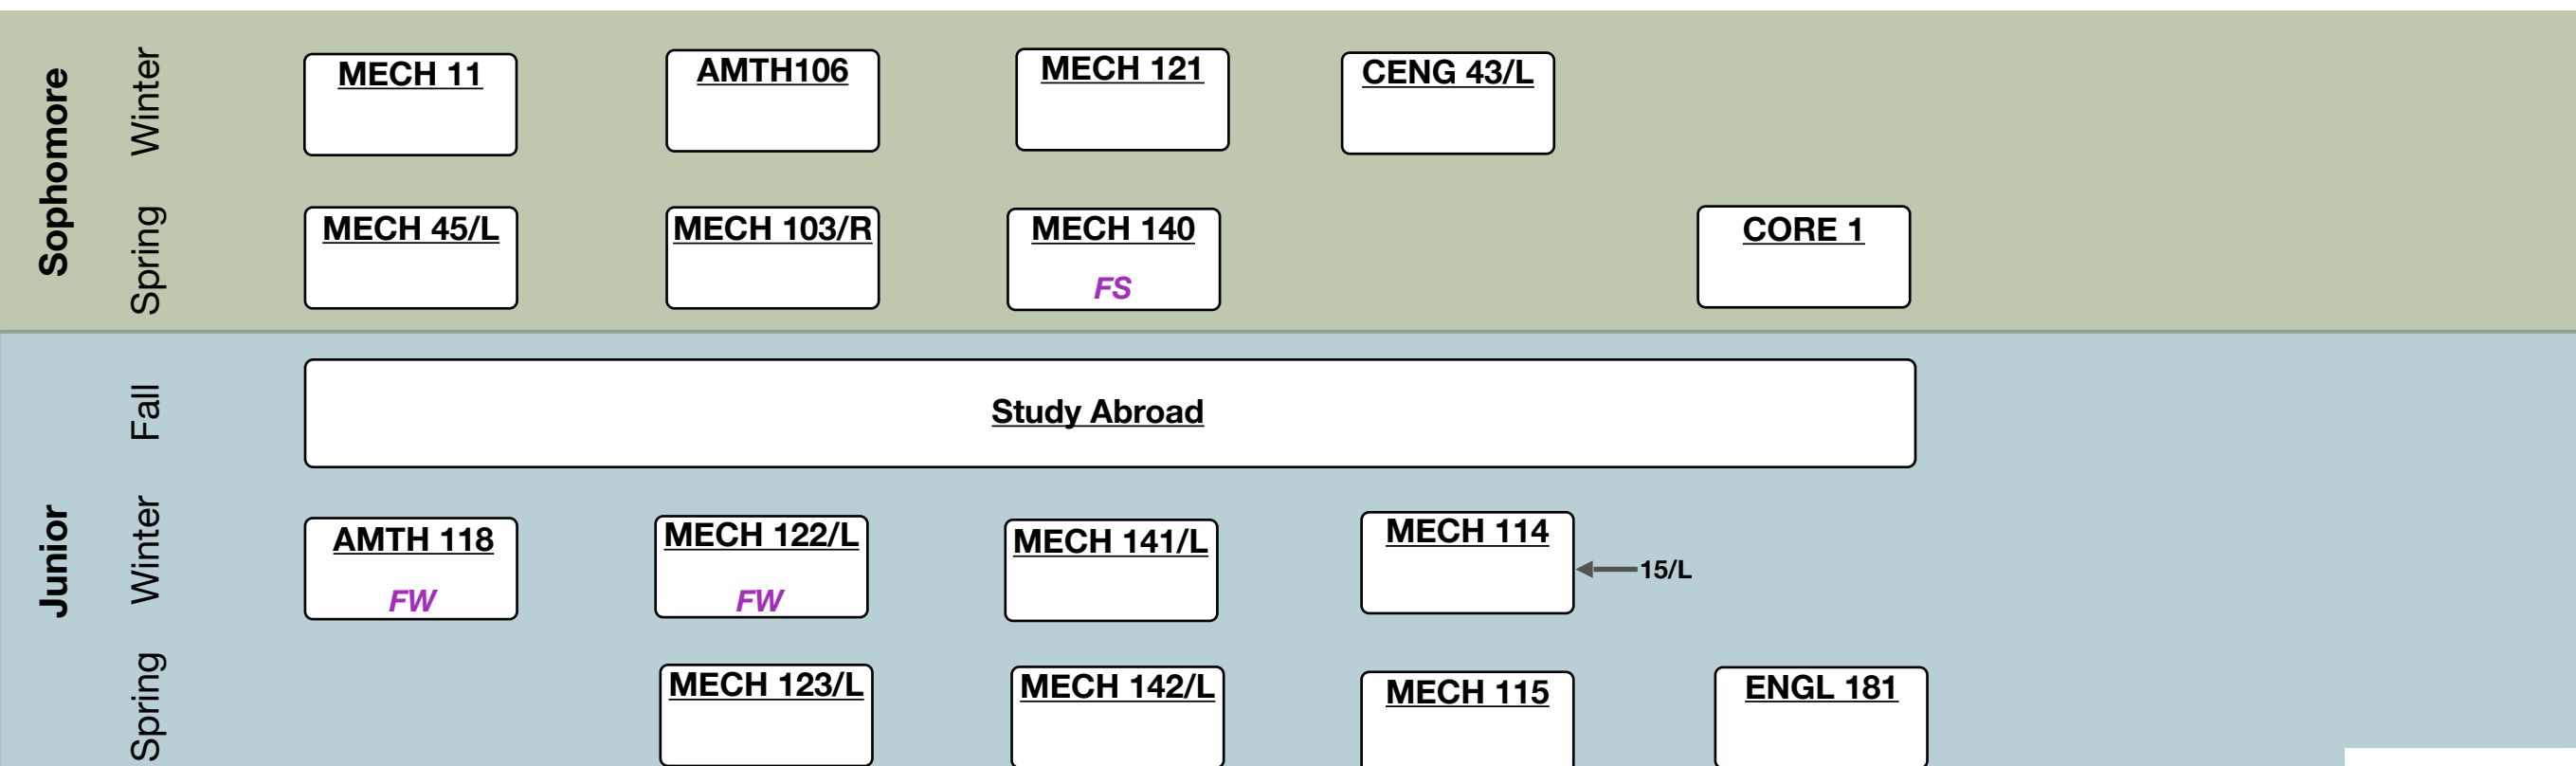 Sophomore
Winter
MECH 11
AMTH106
MECH 121
CENG 43/L
Spring
MECH 45/L
MECH 103/R
MECH 140
FS
CORE 1
Junior
Fall
Study Abroad
Winter
AMTH 118
FW
MECH 122/L
FW
MECH 141/L
MECH 114
15/L
Spring
MECH 123/L
MECH 142/L
MECH 115
ENGL 181